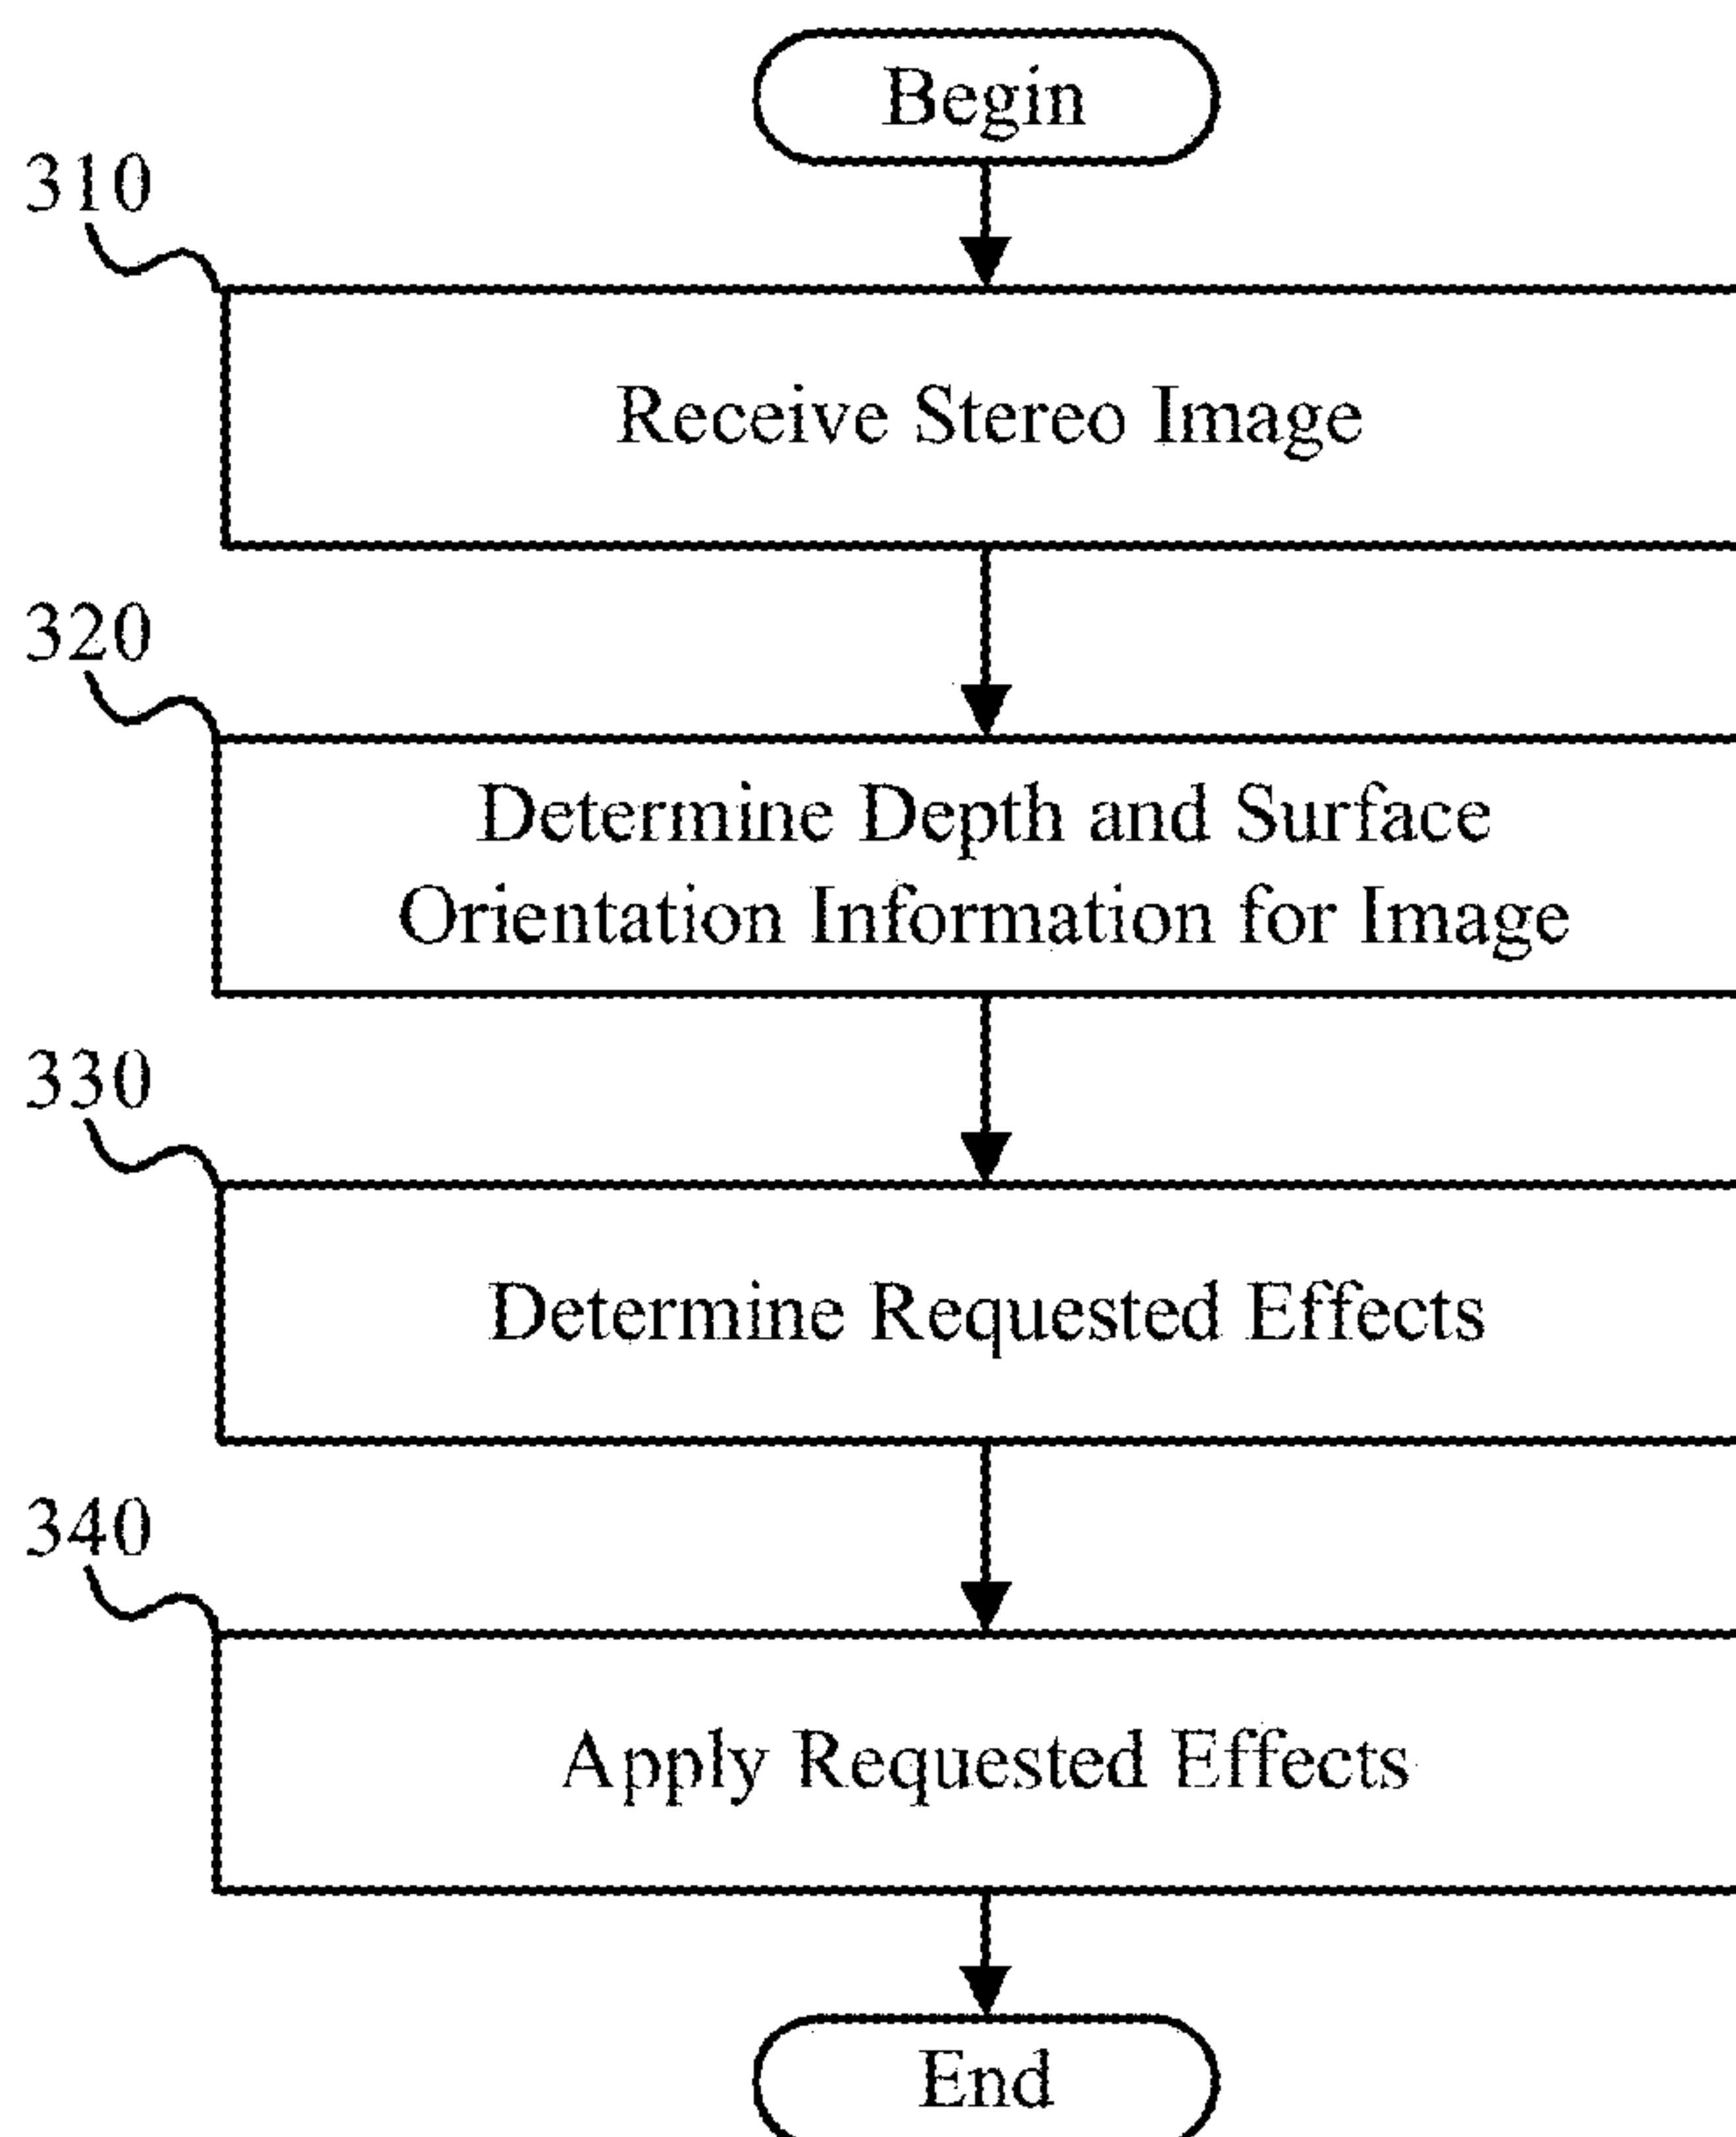 Begin
310
Receive Stereo Image
320
Determine Depth and Surface
Orientation Information for Image
330
Determine Requested Effects
340
Apply Requested Effects
End